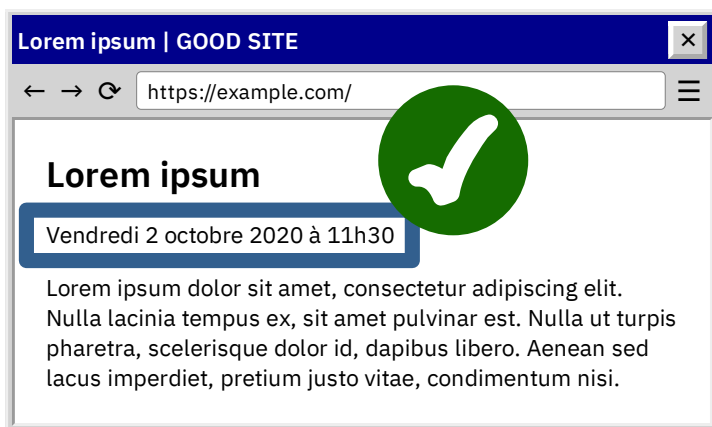 Lorem ipsum | GOOD SITE
https://example.com/
Lorem ipsum
Vendredi 2 octobre 2020 à 11h30
Lorem ipsum dolor sit amet, consectetur adipiscing elit.
Nulla lacinia tempus ex, sit amet pulvinar est. Nulla ut turpis
pharetra, scelerisque dolor id, dapibus libero. Aenean sed
lacus imperdiet, pretium justo vitae, condimentum nisi.